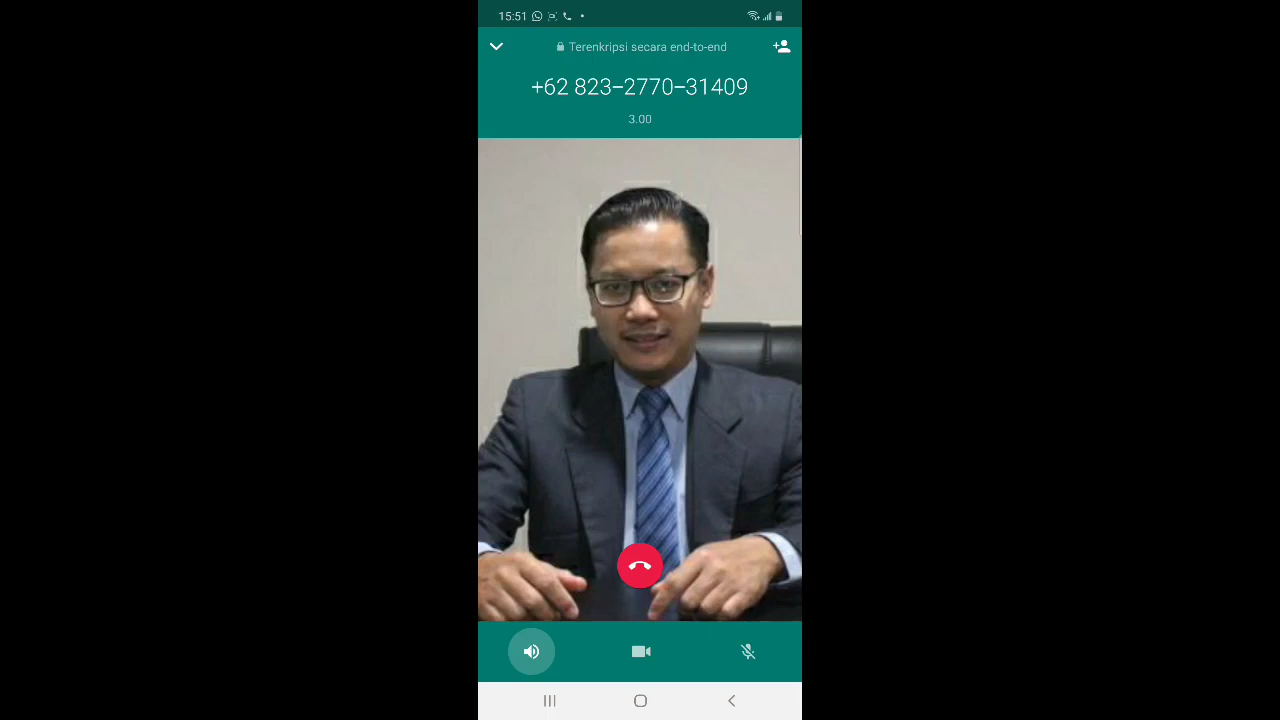 15:51
Terenkripsi secara end-to-end
+62 823–2770–31409
3.00